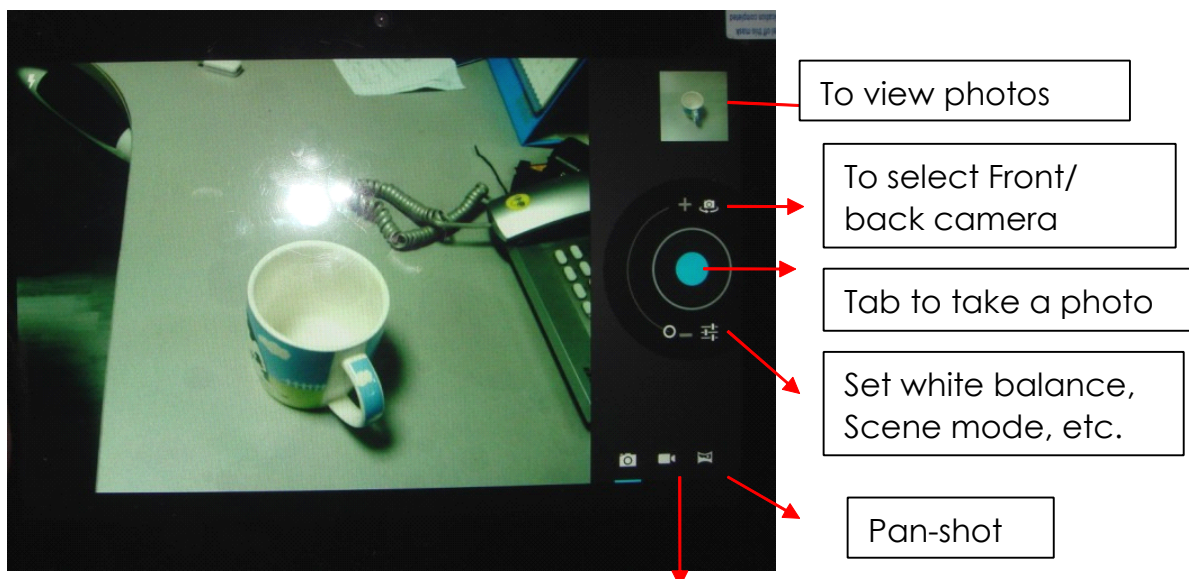 To view photos
To select Front/
back camera
Tab to take a photo
Set white balance,
Scene mode, etc.
Pan-shot